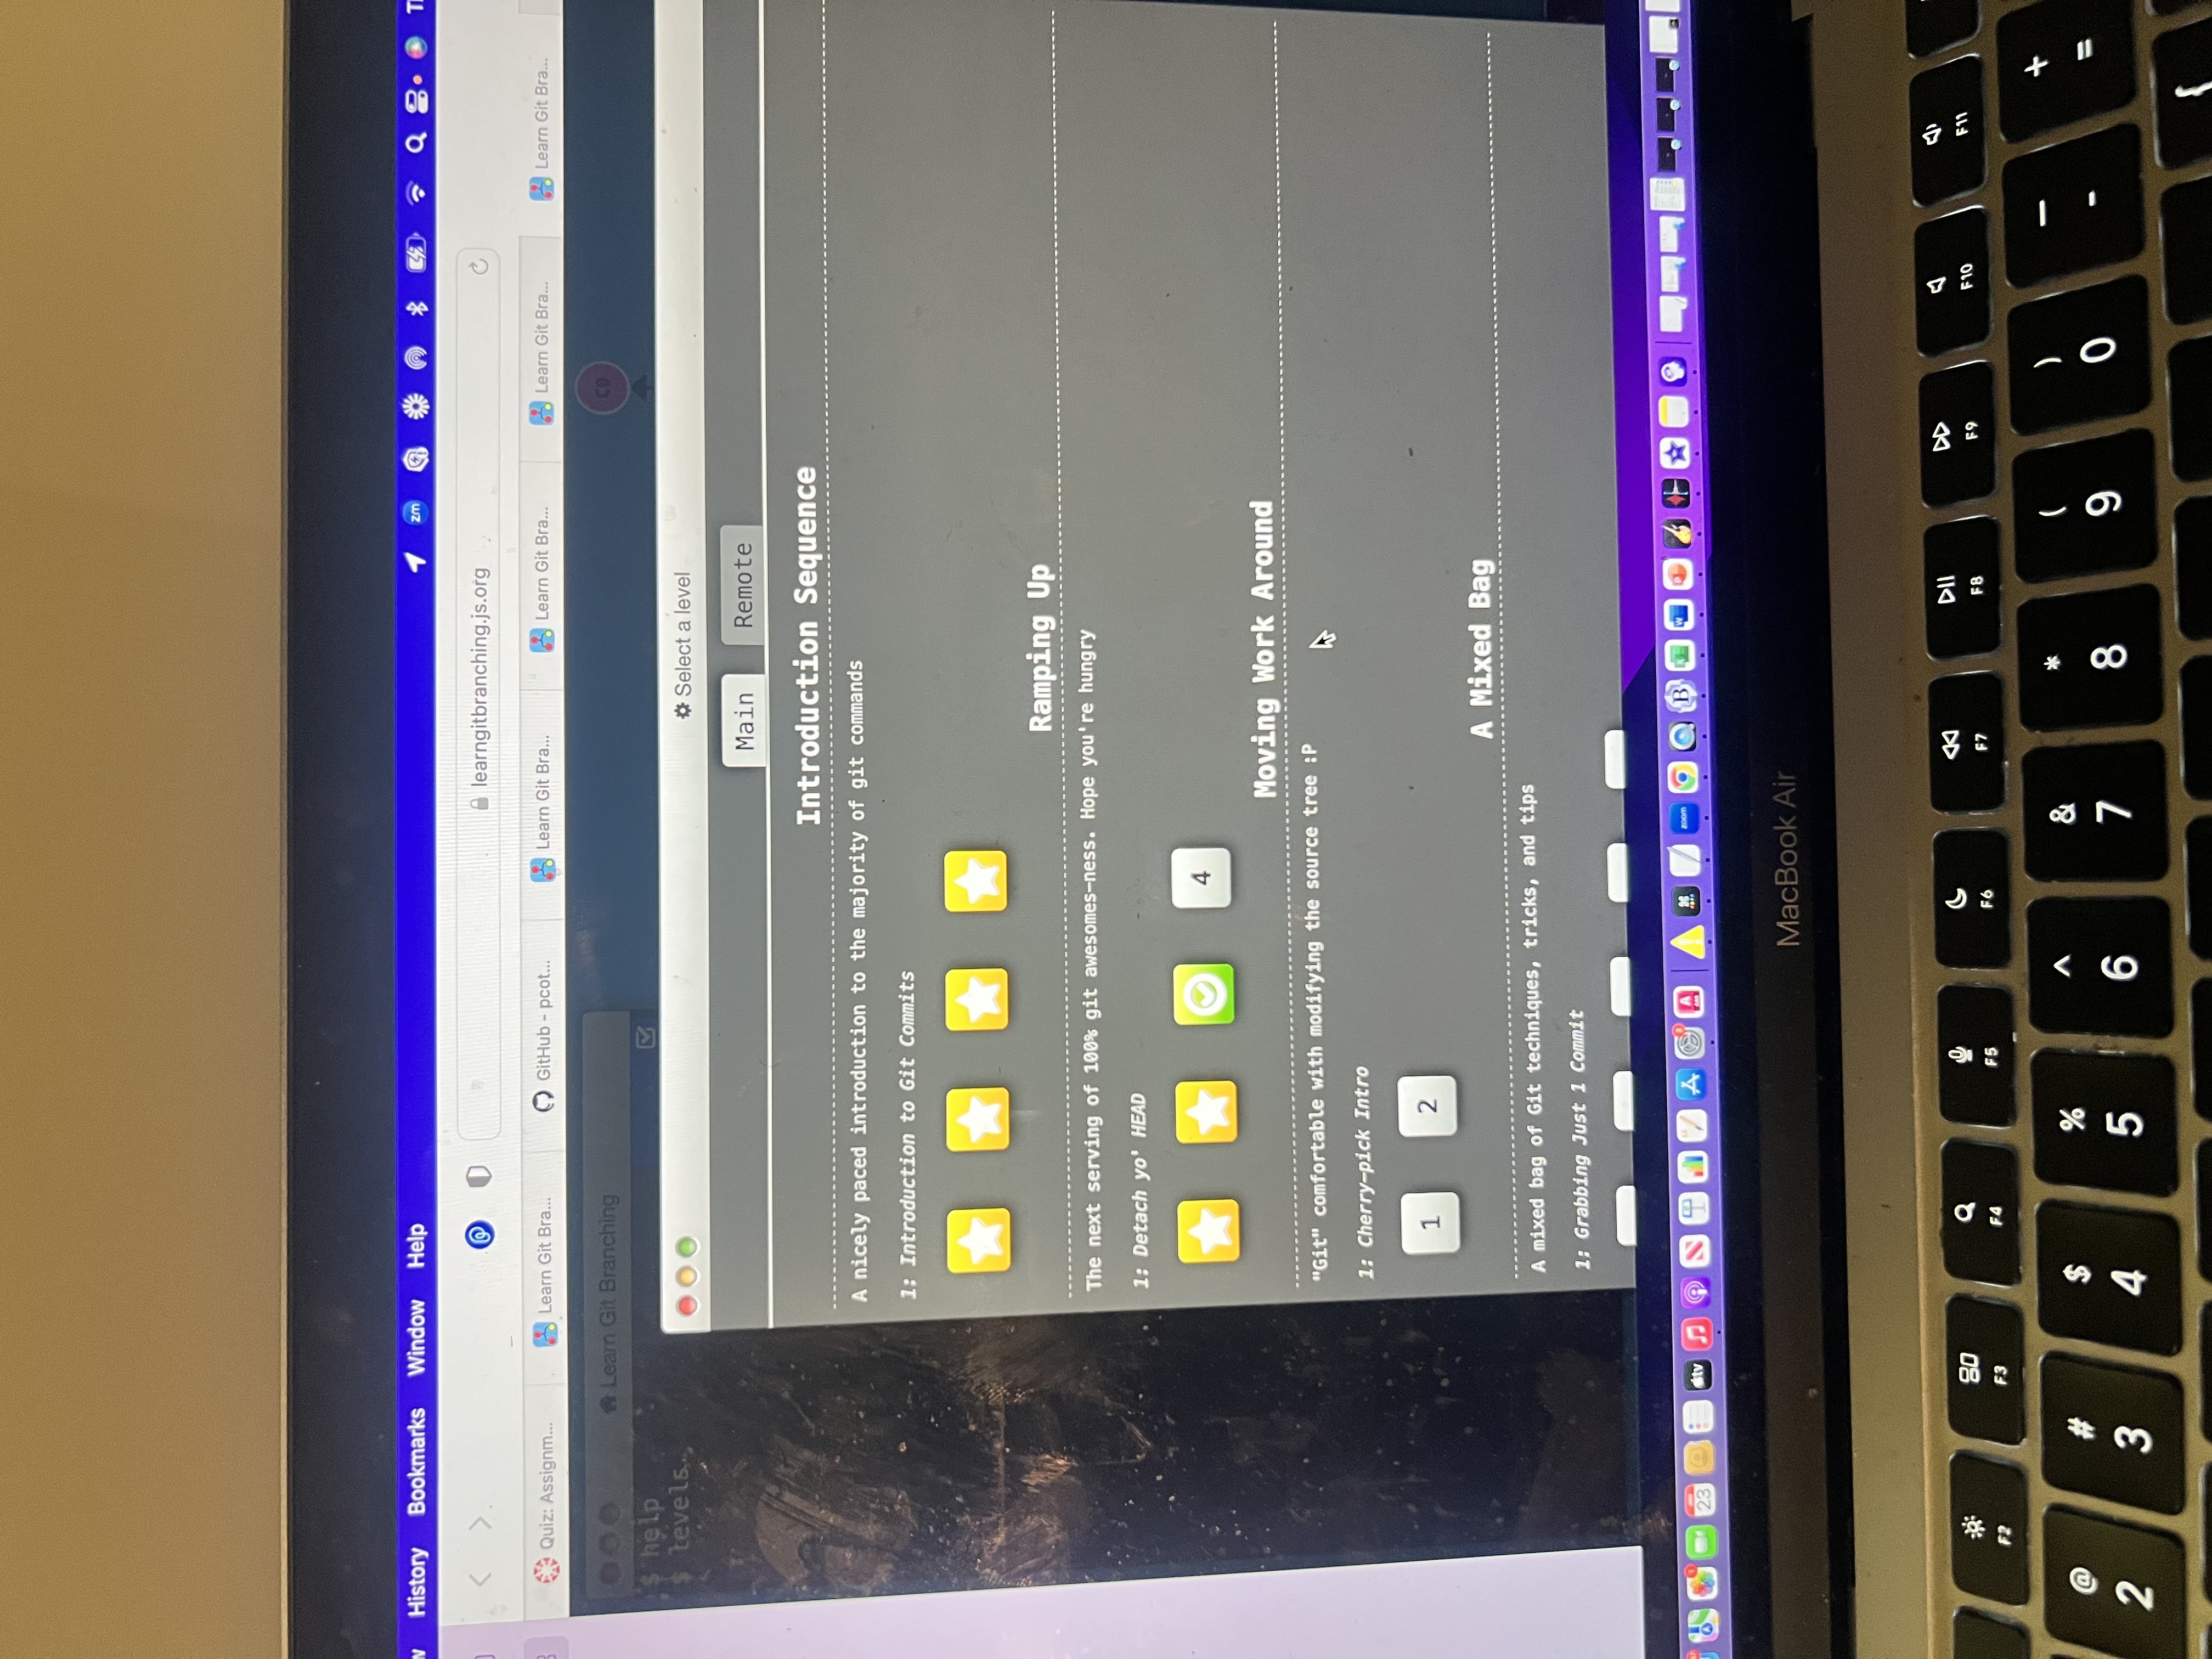 History Bookmarks Window Help
zm
learngitbranching.js.org
Quiz: Assignm...
Learn Git Bra...
GitHub - pcot...
Learn Git Bra...
Learn Git Bra...
Learn Git Bra...
Learn Git Bra...
Learn Git Branching
C0
$ help
$ levels
Select a level
Main Remote
Introduction Sequence
A nicely paced introduction to the majority of git commands
1: Introduction to Git Commits
Ramping Up
The next serving of 100% git awesomes-ness. Hope you're hungry
1: Detach yo' HEAD
4
Moving Work Around
"Git" comfortable with modifying the source tree :P
1: Cherry-pick Intro
1 2
A Mixed Bag
A mixed bag of Git techniques, tricks, and tips
1: Grabbing Just 1 Commit
23
tv
zoom
B
MacBook Air
F2 F3 F4 F5 F6 F7 F8 F9 F10 F11
@ # $ % ^ & * ( ) — +
2 3 4 5 6 7 8 9 0 - =
{